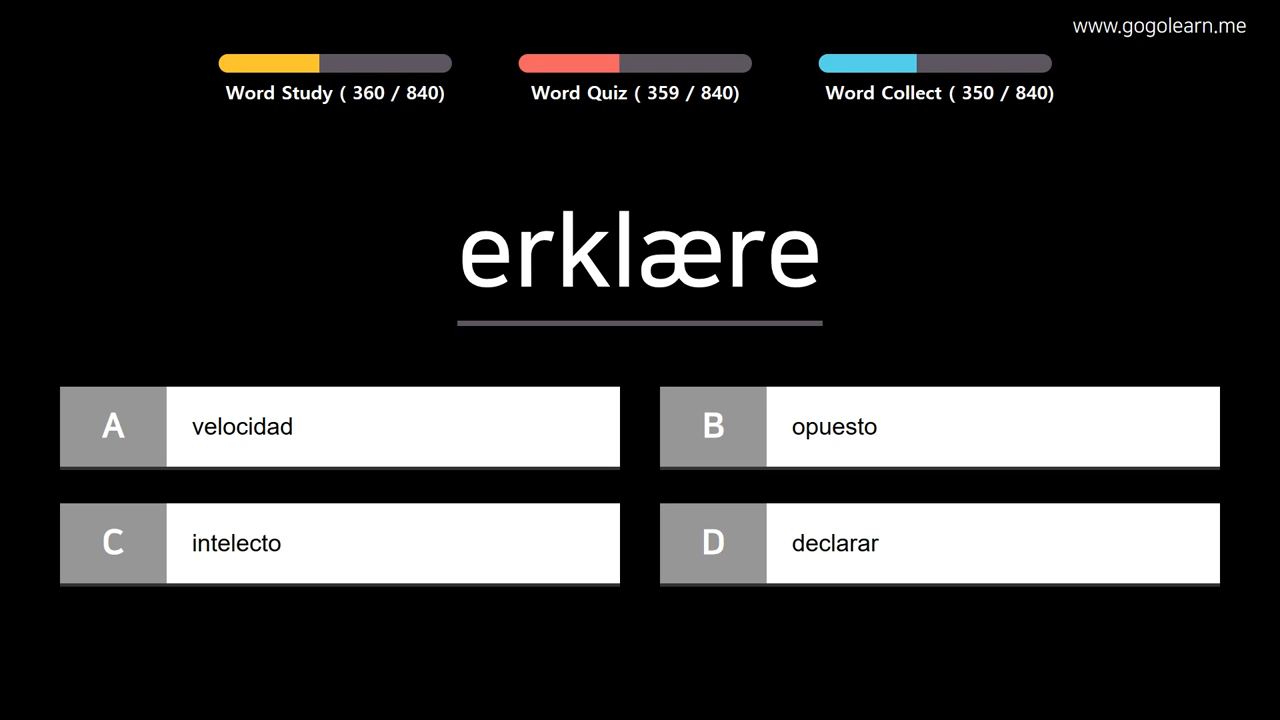 www.gogolearn.me
Word Study ( 360 / 840)
Word Quiz ( 359 / 840)
Word Collect ( 350 / 840)
erklære
A velocidad
B opuesto
C intelecto
D declarar